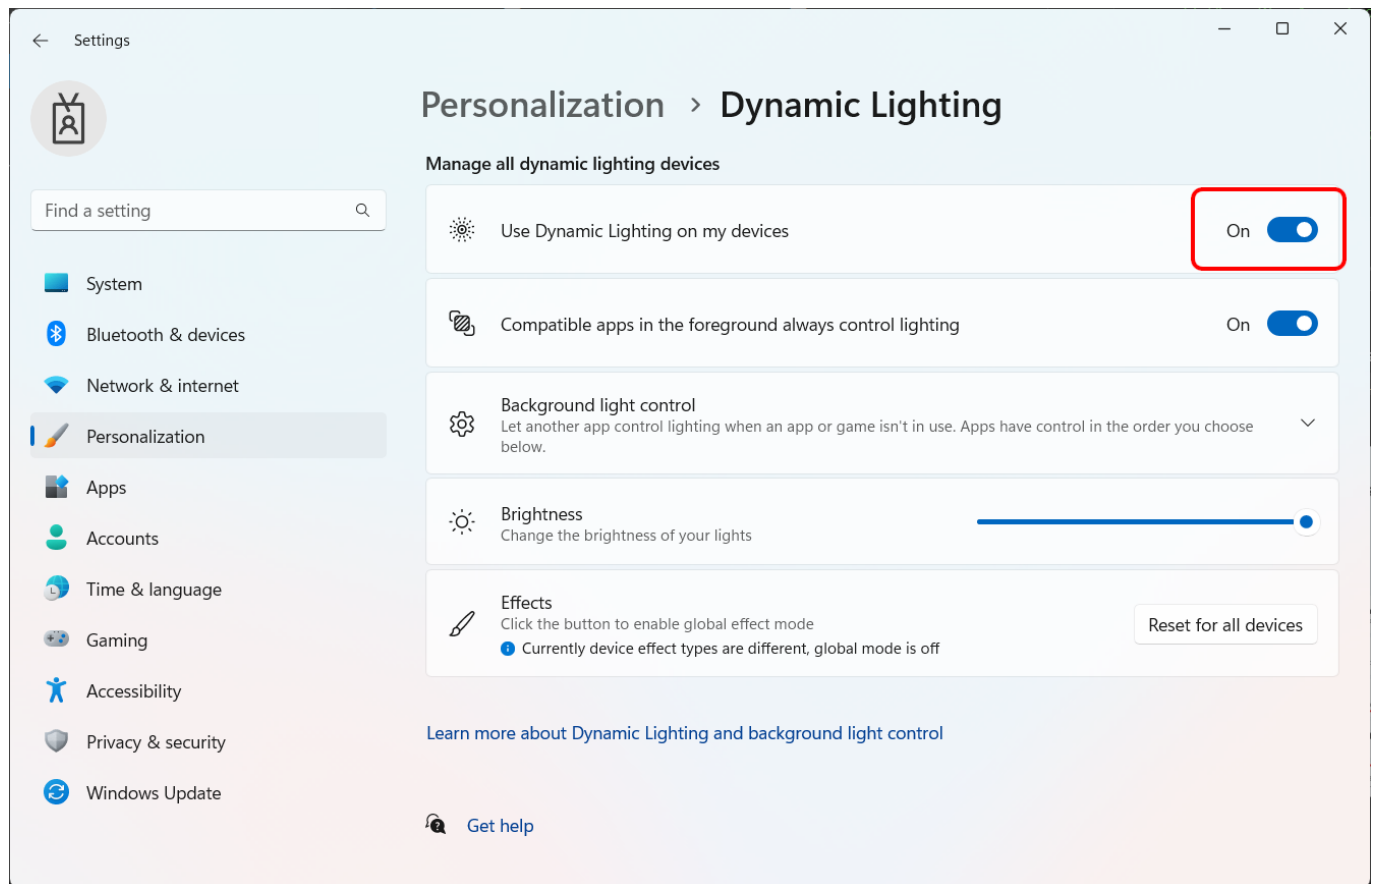 Settings
Personalization > Dynamic Lighting
Find a setting
System
Bluetooth & devices
Network & internet
Personalization
Apps
Accounts
Time & language
Gaming
Accessibility
Privacy & security
Windows Update
Manage all dynamic lighting devices
Use Dynamic Lighting on my devices
On
Compatible apps in the foreground always control lighting
On
Background light control
Let another app control lighting when an app or game isn't in use. Apps have control in the order you choose
below.
Brightness
Change the brightness of your lights
Effects
Click the button to enable global effect mode
Currently device effect types are different, global mode is off
Reset for all devices
Learn more about Dynamic Lighting and background light control
Get help